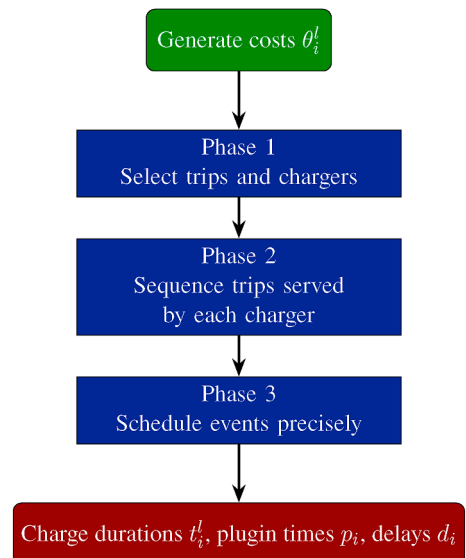 Generate costs $\theta_i^l$
Phase 1
Select trips and chargers
Phase 2
Sequence trips served
by each charger
Phase 3
Schedule events precisely
Charge durations $t_i^l$, plugin times $p_i$, delays $d_i$